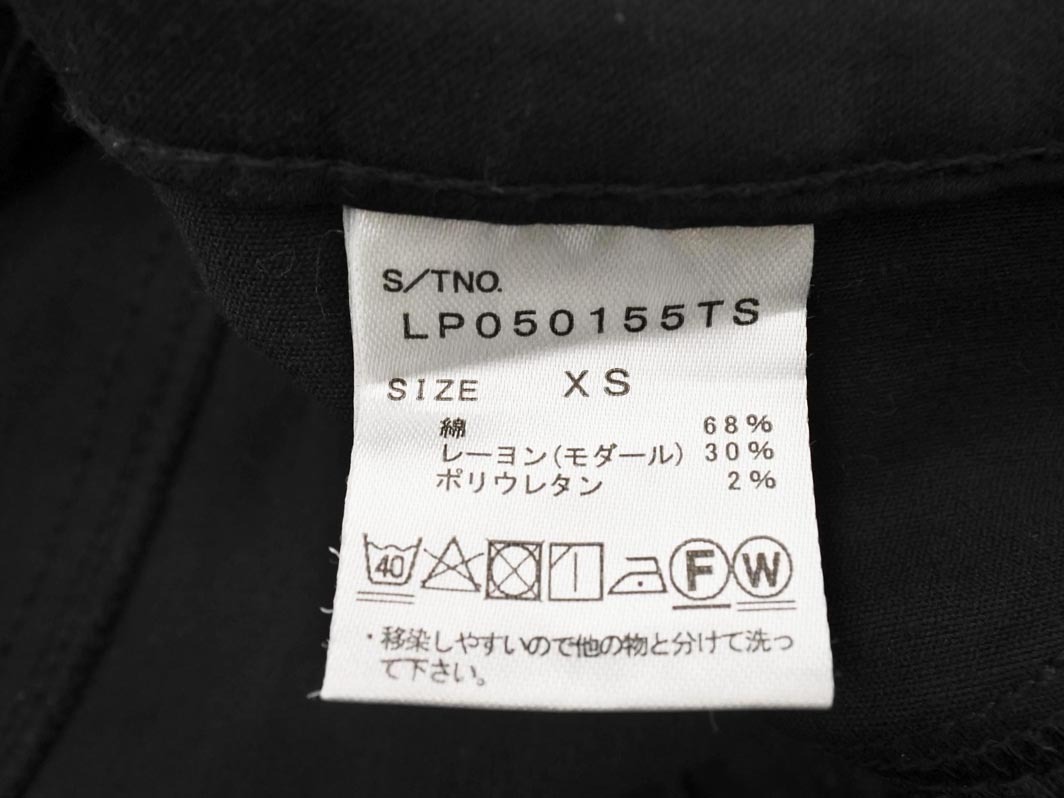 S/TNO.
LP050155TS
SIZE XS
綿 68%
レーヨン(モダール) 30%
ポリウレタン 2%
40 F W
・移染しやすいので他の物と分けて洗っ
て下さい。